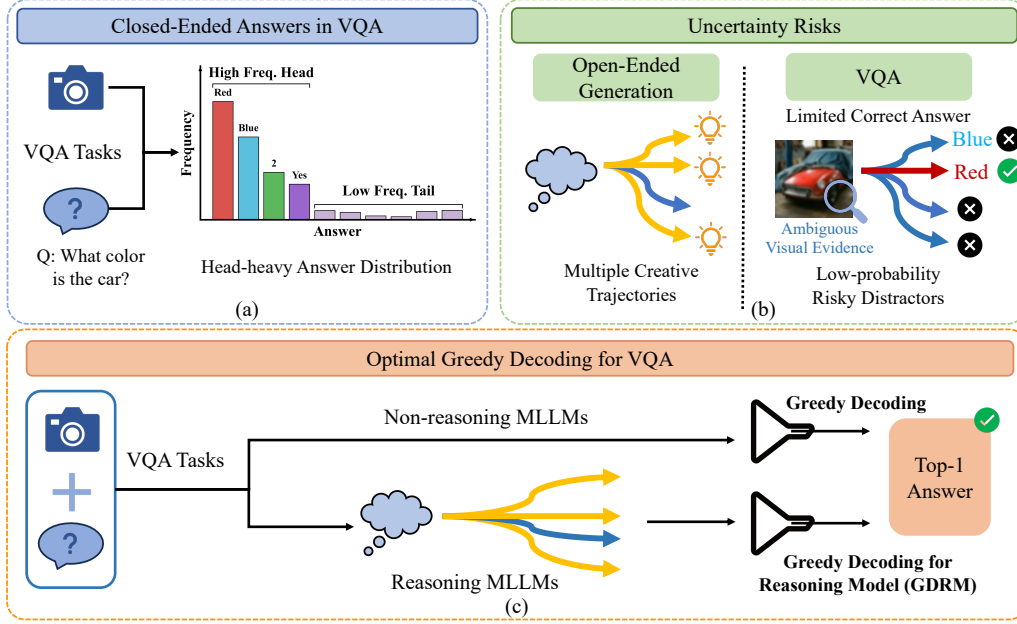 Closed-Ended Answers in VQA
High Freq. Head
Red
Blue
2
Yes
Low Freq. Tail
Frequency
Answer
VQA Tasks
?
Q: What color
is the car?
Head-heavy Answer Distribution
(a)
Uncertainty Risks
Open-Ended
Generation
Multiple Creative
Trajectories
VQA
Limited Correct Answer
Blue
Red
Ambiguous
Visual Evidence
Low-probability
Risky Distractors
(b)
Optimal Greedy Decoding for VQA
?
VQA Tasks
Non-reasoning MLLMs
Reasoning MLLMs
Greedy Decoding
Top-1
Answer
Greedy Decoding for
Reasoning Model (GDRM)
(c)